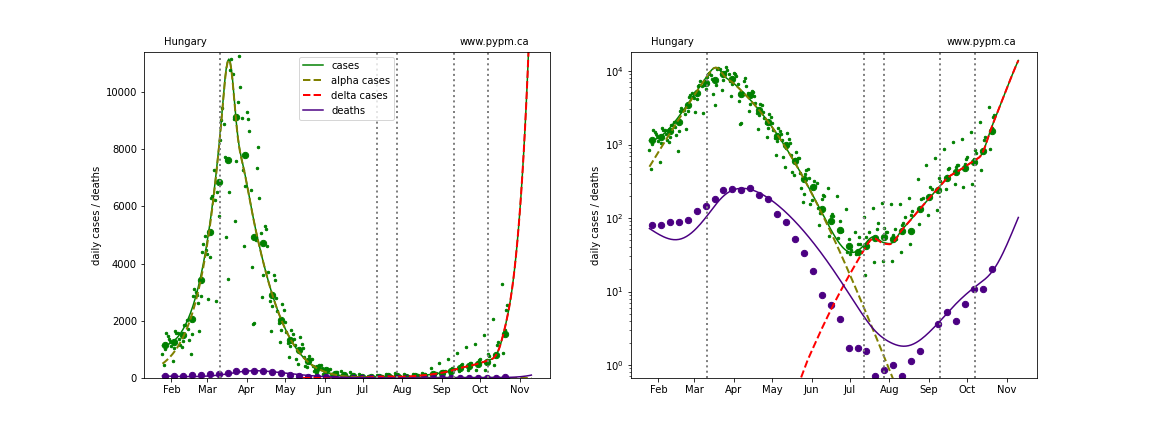 Hungary www.pypm.ca
daily cases / deaths
10000
8000
6000
4000
2000
0
cases
alpha cases
delta cases
deaths
Feb Mar Apr May Jun Jul Aug Sep Oct Nov
Hungary www.pypm.ca
daily cases / deaths
10⁴
10³
10²
10¹
10⁰
Feb Mar Apr May Jun Jul Aug Sep Oct Nov